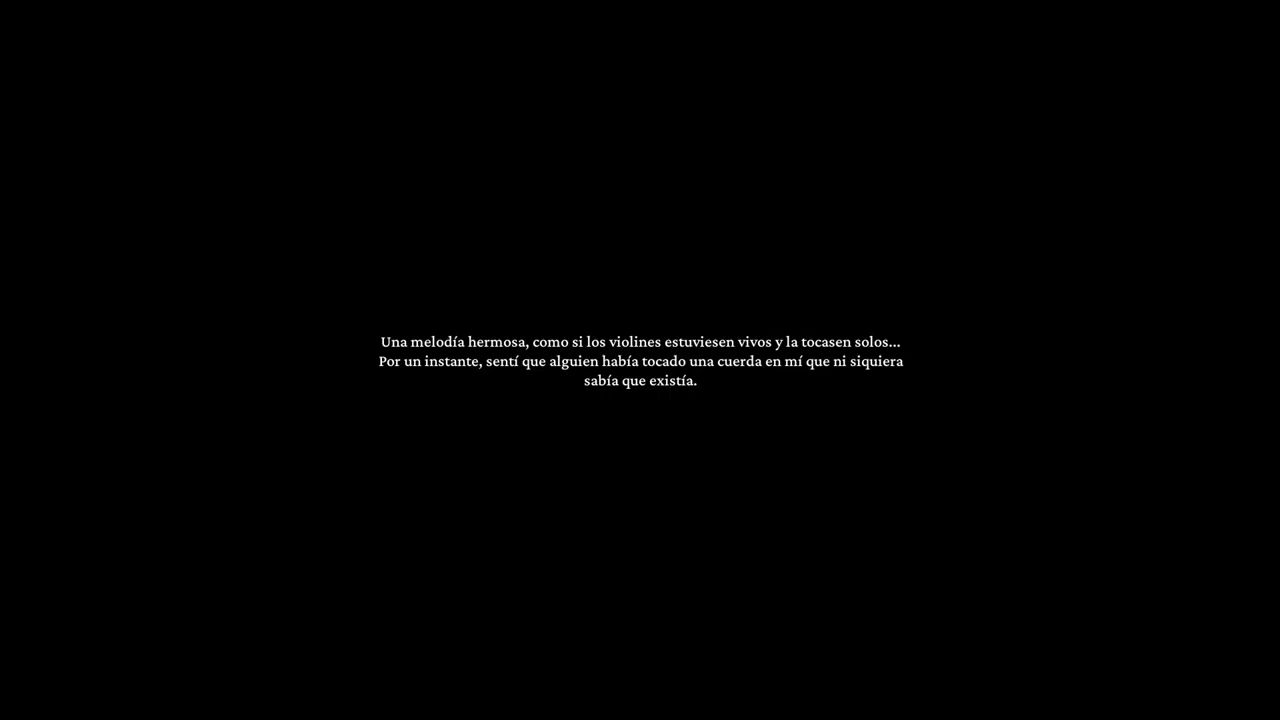 Una melodía hermosa, como si los violines estuviesen vivos y la tocasen solos...
Por un instante, sentí que alguien había tocado una cuerda en mí que ni siquiera
sabía que existía.